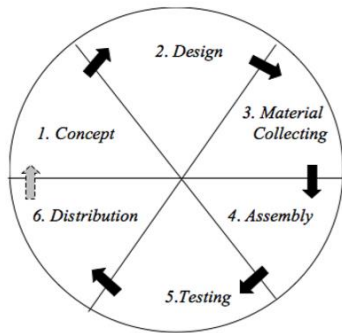 1. Concept
2. Design
3. Material
Collecting
4. Assembly
5.Testing
6. Distribution